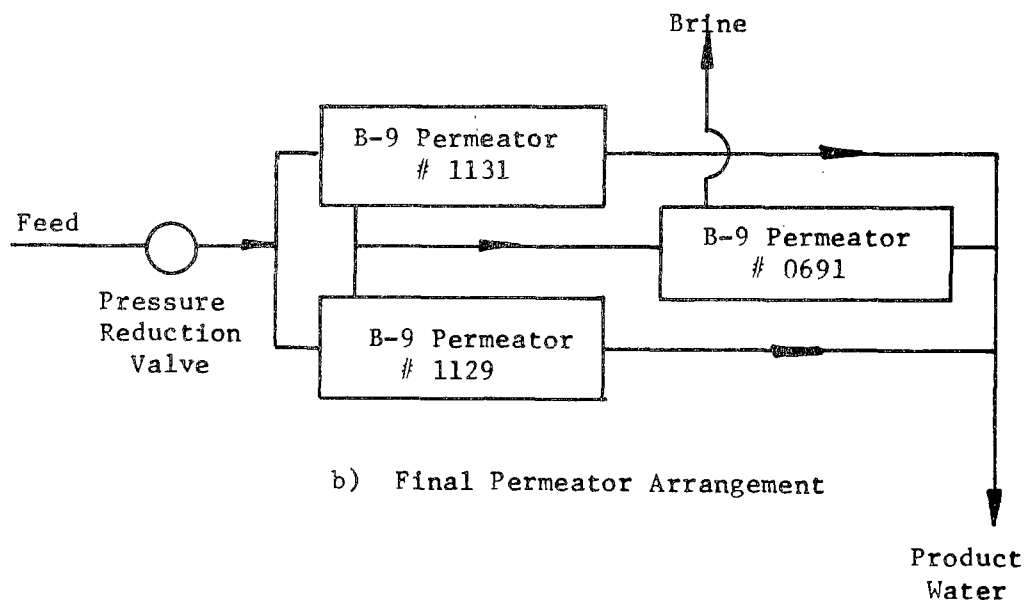 Brine
B-9 Permeator
# 1131
Feed
B-9 Permeator
# 0691
Pressure
Reduction
Valve
B-9 Permeator
# 1129
b) Final Permeator Arrangement
Product
Water